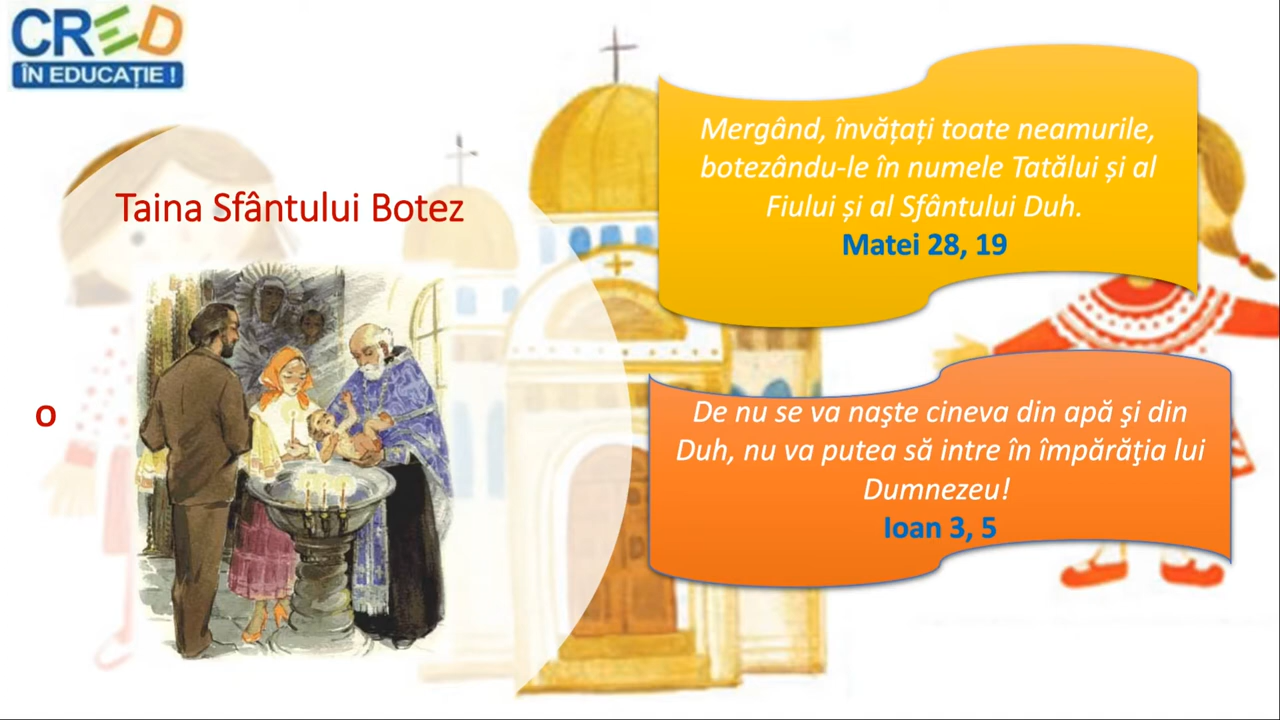 CRED
ÎN EDUCAȚIE !
Taina Sfântului Botez
o
Mergând, învățați toate neamurile,
botezându-le în numele Tatălui și al
Fiului și al Sfântului Duh.
Matei 28, 19
De nu se va naşte cineva din apă şi din
Duh, nu va putea să intre în împărăţia lui
Dumnezeu!
Ioan 3, 5